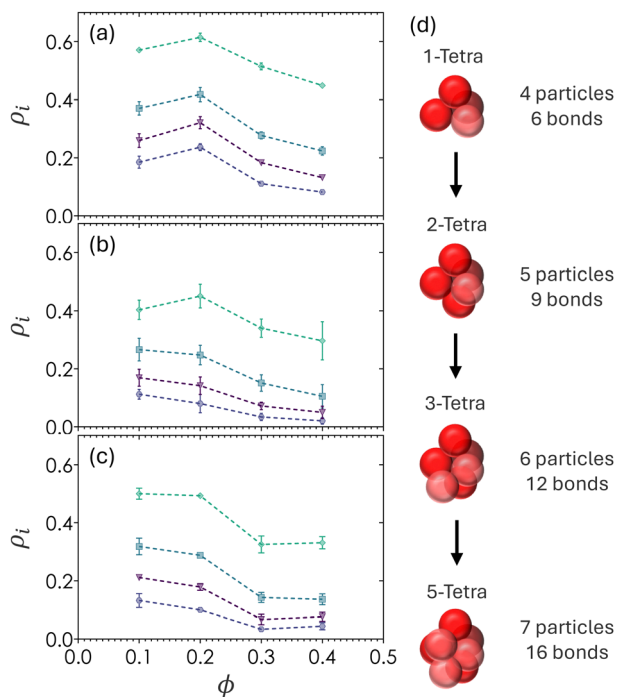 (a)
ρi
0.6
0.4
0.2
0.0
(b)
ρi
0.6
0.4
0.2
0.0
(c)
ρi
0.6
0.4
0.2
0.0
0.0 0.1 0.2 0.3 0.4 0.5
ϕ
(d)
1-Tetra
4 particles
6 bonds
2-Tetra
5 particles
9 bonds
3-Tetra
6 particles
12 bonds
5-Tetra
7 particles
16 bonds